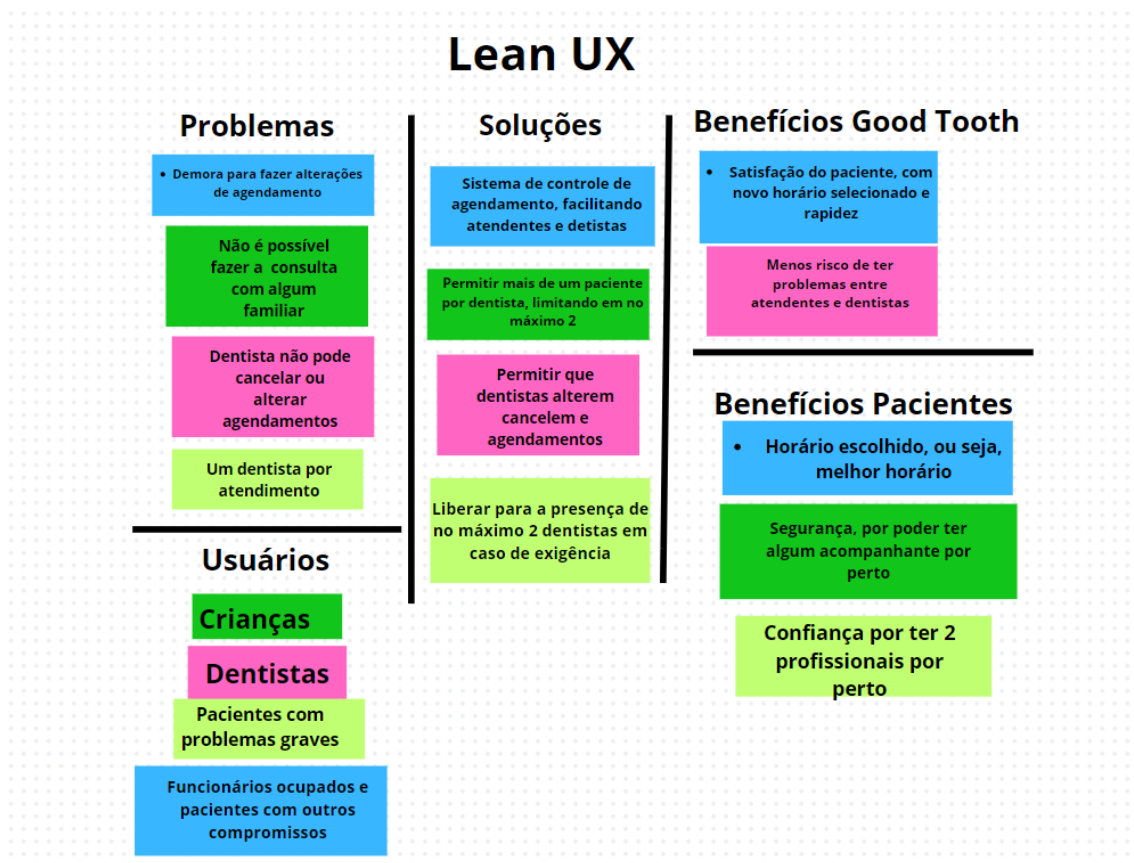 Lean UX
Problemas
• Demora para fazer alterações
de agendamento
Não é possível
fazer a consulta
com algum
familiar
Dentista não pode
cancelar ou
alterar
agendamentos
Um dentista por
atendimento
Usuários
Crianças
Dentistas
Pacientes com
problemas graves
Funcionários ocupados e
pacientes com outros
compromissos
Soluções
Sistema de controle de
agendamento, facilitando
atendentes e detistas
Permitir mais de um paciente
por dentista, limitando em no
máximo 2
Permitir que
dentistas alterem
cancelem e
agendamentos
Liberar para a presença de
no máximo 2 dentistas em
caso de exigência
Benefícios Good Tooth
• Satisfação do paciente, com
novo horário selecionado e
rapidez
Menos risco de ter
problemas entre
atendentes e dentistas
Benefícios Pacientes
• Horário escolhido, ou seja,
melhor horário
Segurança, por poder ter
algum acompanhante por
perto
Confiança por ter 2
profissionais por
perto